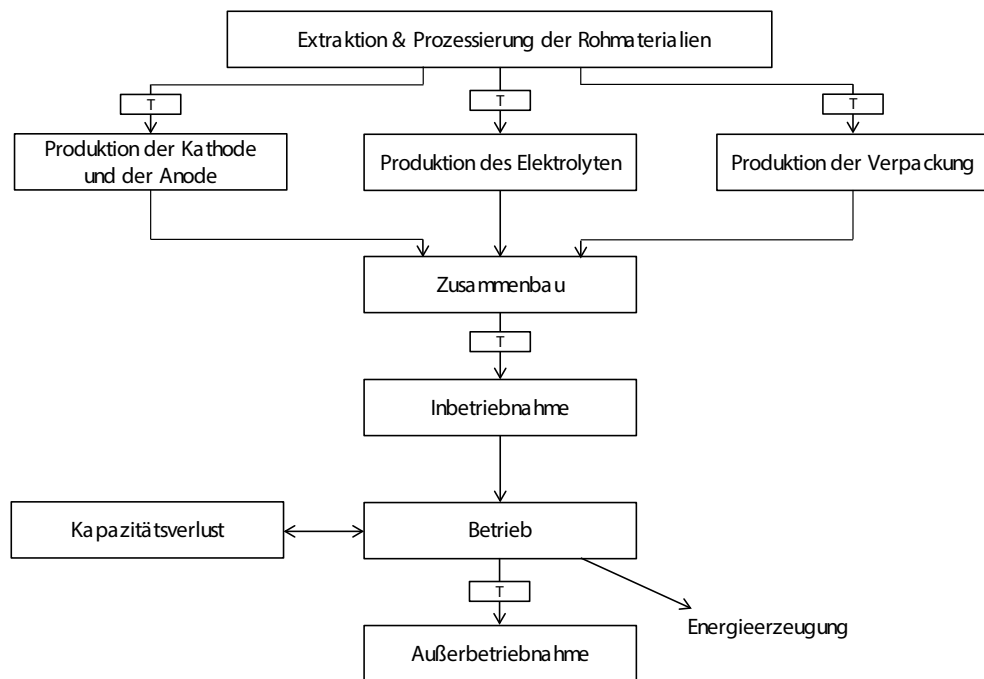 Extraktion & Prozessierung der Rohmaterialien
T
T
T
Produktion der Kathode
und der Anode
Produktion des Elektrolyten
Produktion der Verpackung
Zusammenbau
T
Inbetriebnahme
Kapazitätsverlust
Betrieb
T
Energieerzeugung
Außerbetriebnahme